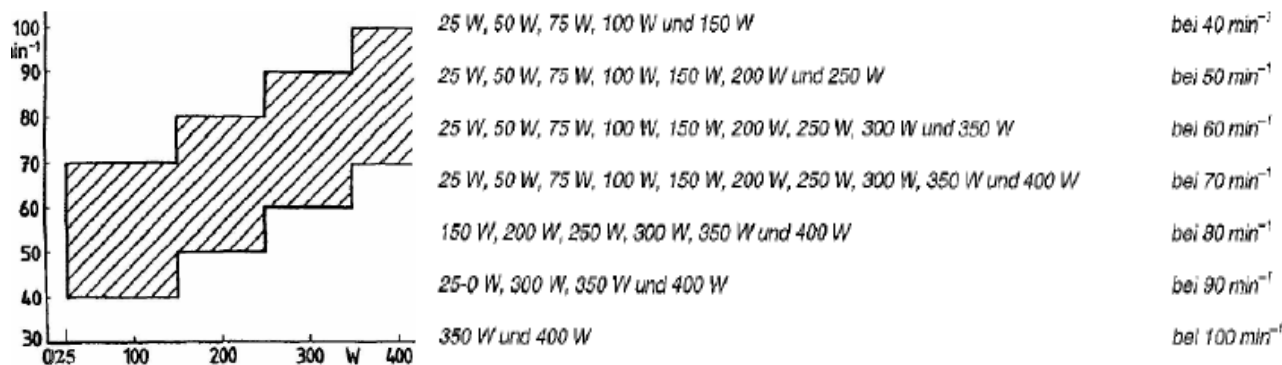 100
min⁻¹
90
80
70
60
50
40
30
0/25 100 200 W 400
25 W, 50 W, 75 W, 100 W und 150 W bei 40 min⁻¹
25 W, 50 W, 75 W, 100 W, 150 W, 200 W und 250 W bei 50 min⁻¹
25 W, 50 W, 75 W, 100 W, 150 W, 200 W, 250 W, 300 W und 350 W bei 60 min⁻¹
25 W, 50 W, 75 W, 100 W, 150 W, 200 W, 250 W, 300 W, 350 W und 400 W bei 70 min⁻¹
150 W, 200 W, 250 W, 300 W, 350 W und 400 W bei 80 min⁻¹
25-0 W, 300 W, 350 W und 400 W bei 90 min⁻¹
350 W und 400 W bei 100 min⁻¹